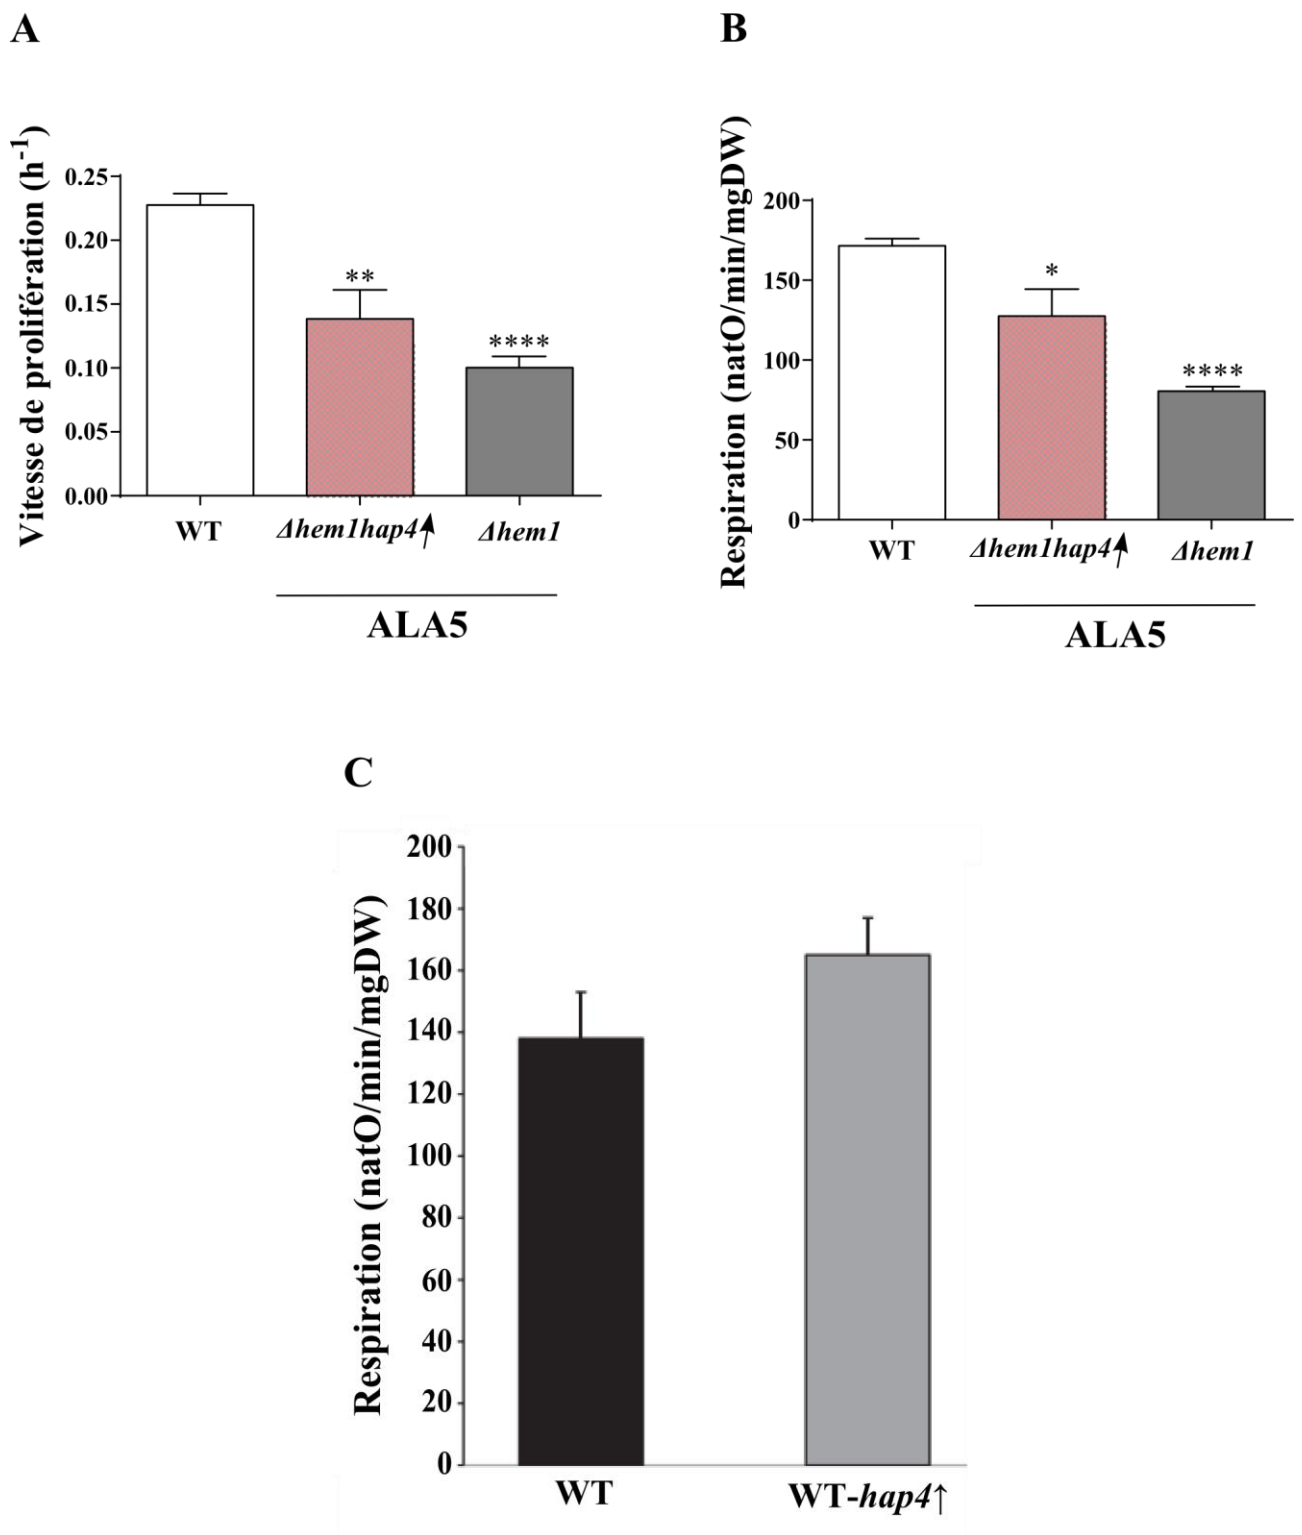 A
Vitesse de prolifération (h-1)
0.25
0.20
0.15
0.10
0.05
0.00
**
****
WT
Δhem1hap4↑
Δhem1
ALA5
B
Respiration (natO/min/mgDW)
200
150
100
50
0
*
****
WT
Δhem1hap4↑
Δhem1
ALA5
C
Respiration (natO/min/mgDW)
200
180
160
140
120
100
80
60
40
20
0
WT
WT-hap4↑